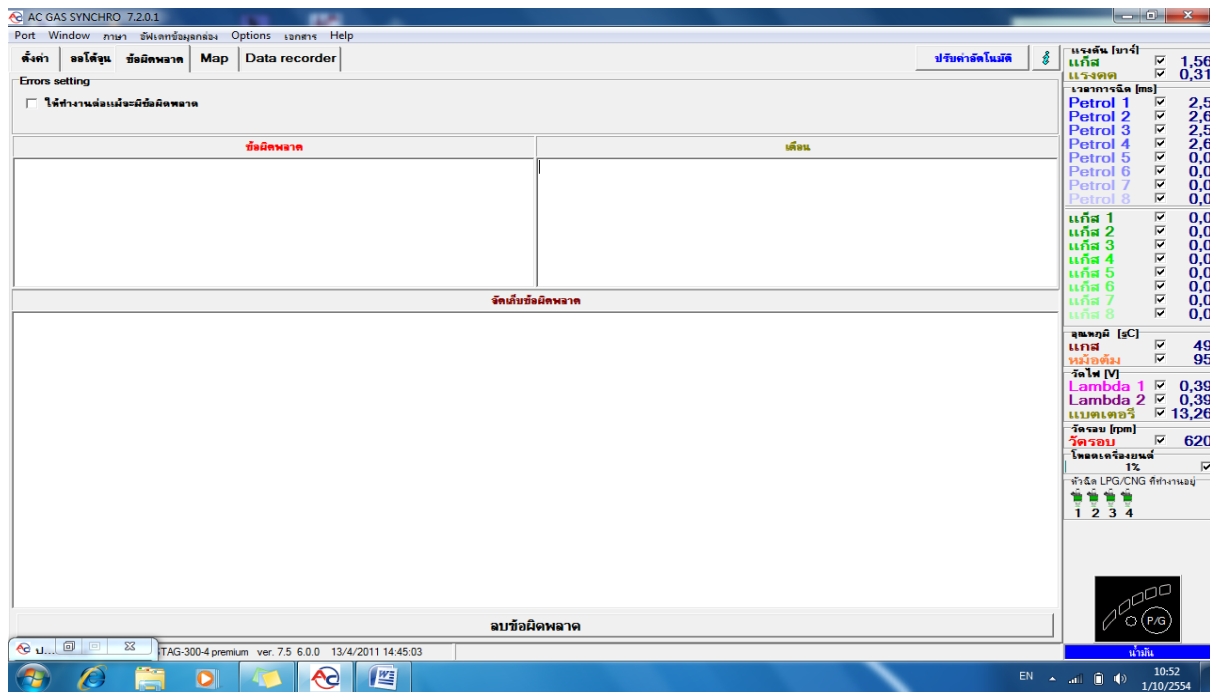 AC GAS SYNCHRO 7.2.0.1
Port Window ภาษา อัฟเดทข้อมูลกล่อง Options เอกสาร Help
ตั้งค่า ออโต้จูน ข้อผิดพลาด Map Data recorder
ปรับค่าอัตโนมัติ
Errors setting
ให้ทำงานต่อแม้จะมีข้อผิดพลาด
ข้อผิดพลาด เตือน
จัดเก็บข้อผิดพลาด
ลบข้อผิดพลาด
แรงดัน [บาร์]
แก๊ส 1,56
แรงดูด 0,31
เวลาการฉีด [ms]
Petrol 1 2,5
Petrol 2 2,6
Petrol 3 2,5
Petrol 4 2,6
Petrol 5 0,0
Petrol 6 0,0
Petrol 7 0,0
Petrol 8 0,0
แก๊ส 1 0,0
แก๊ส 2 0,0
แก๊ส 3 0,0
แก๊ส 4 0,0
แก๊ส 5 0,0
แก๊ส 6 0,0
แก๊ส 7 0,0
แก๊ส 8 0,0
อุณหภูมิ [şC]
แกส 49
หม้อต้ม 95
วัดไฟ [V]
Lambda 1 0,39
Lambda 2 0,39
แบตเตอรี่ 13,26
วัดรอบ [rpm]
วัดรอบ 620
โหลดเครื่องยนต์
1%
หัวฉีด LPG/CNG ที่ทำงานอยู่
1 2 3 4
P/G
น้ำมัน
ป...
STAG-300-4 premium ver. 7.5 6.0.0 13/4/2011 14:45:03
EN
10:52
1/10/2554